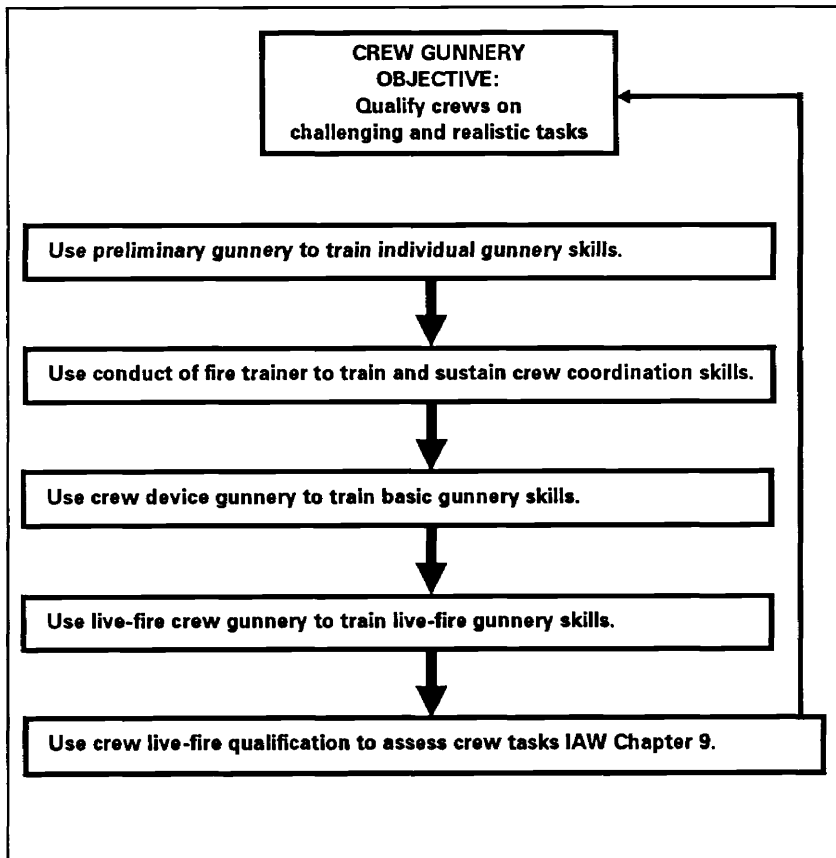 CREW GUNNERY
OBJECTIVE:
Qualify crews on
challenging and realistic tasks
Use preliminary gunnery to train individual gunnery skills.
Use conduct of fire trainer to train and sustain crew coordination skills.
Use crew device gunnery to train basic gunnery skills.
Use live-fire crew gunnery to train live-fire gunnery skills.
Use crew live-fire qualification to assess crew tasks IAW Chapter 9.